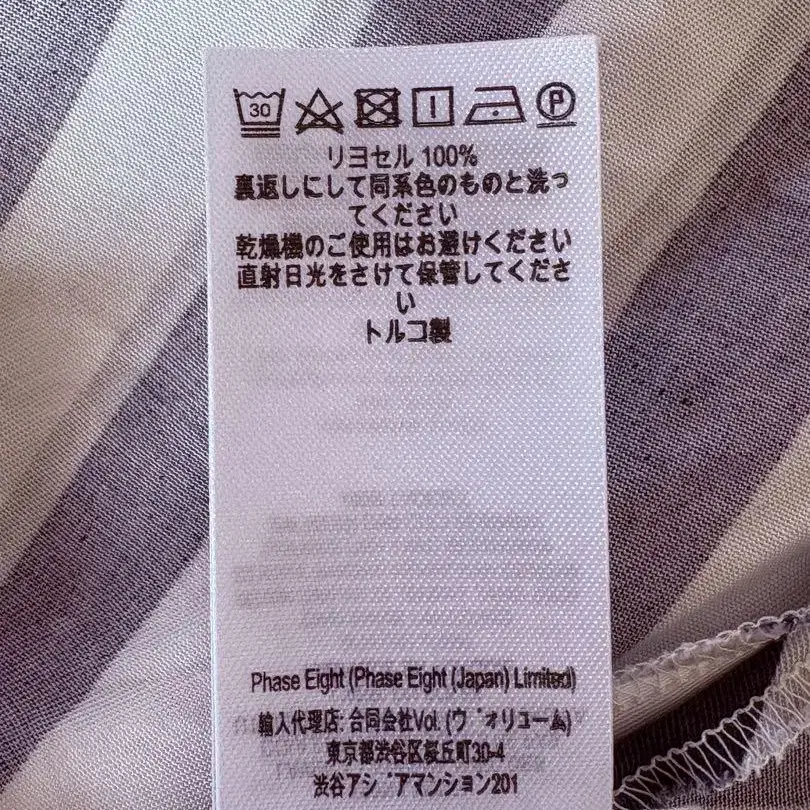 30 P
リヨセル 100%
裏返しにして同系色のものと洗っ
てください
乾燥機のご使用はお避けください
直射日光をさけて保管してくださ
い
トルコ製
Phase Eight (Phase Eight (Japan) Limited)
輸入代理店: 合同会社Vol. (ウ゛ォリューム)
東京都渋谷区桜丘町30-4
渋谷アシ゛アマンション201